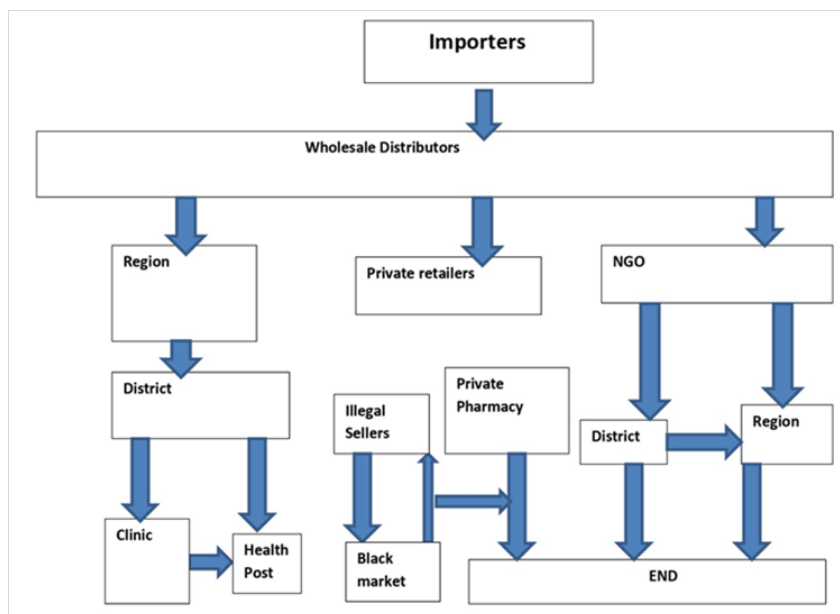 Importers
Wholesale Distributors
Region
Private retailers
NGO
District
Illegal
Sellers
Private
Pharmacy
District
Region
Clinic
Health
Post
Black
market
END